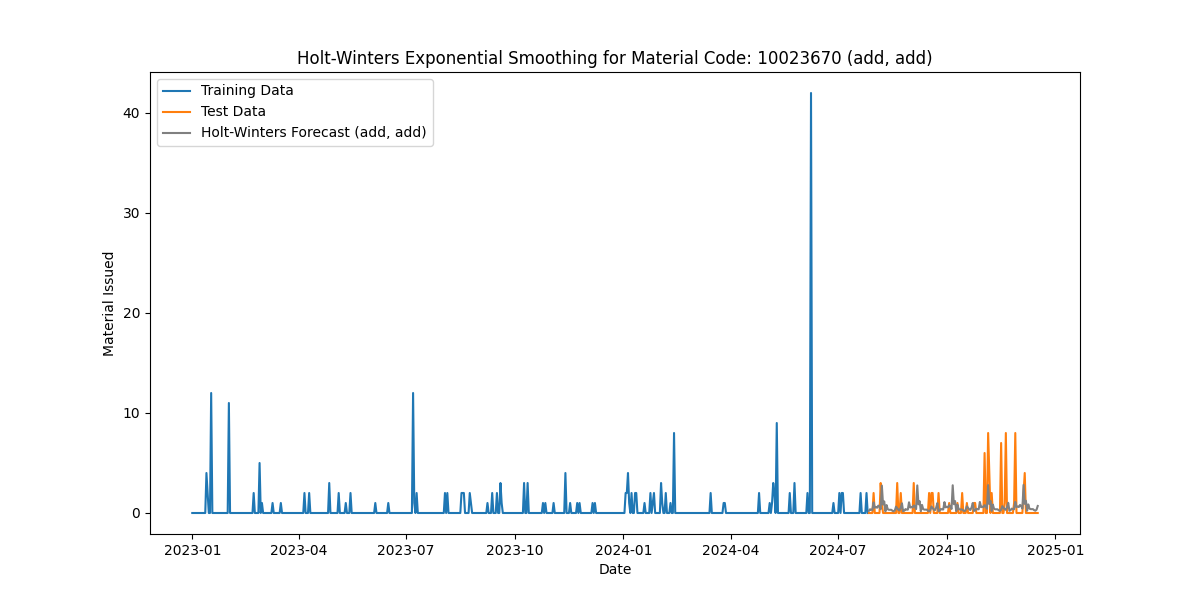 Holt-Winters Exponential Smoothing for Material Code: 10023670 (add, add)
Training Data
Test Data
Holt-Winters Forecast (add, add)
Material Issued
40
30
20
10
0
2023-01 2023-04 2023-07 2023-10 2024-01 2024-04 2024-07 2024-10 2025-01
Date